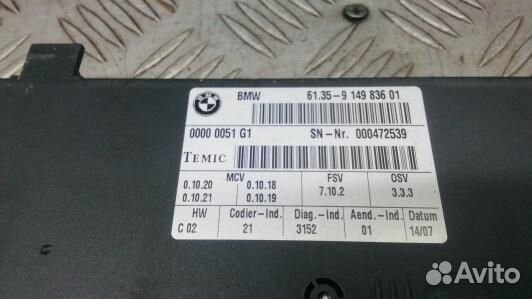 BMW 61.35-9 149 836 01
0000 0051 G1 SN-Nr. 000472539
TEMIC
MCV FSV OSV
0.10.20 0.10.18 7.10.2 3.3.3
0.10.21 0.10.19
HW Codier-Ind. Diag.-Ind. Aend.-Ind. Datum
C 02 21 3152 01 14/07
Avito